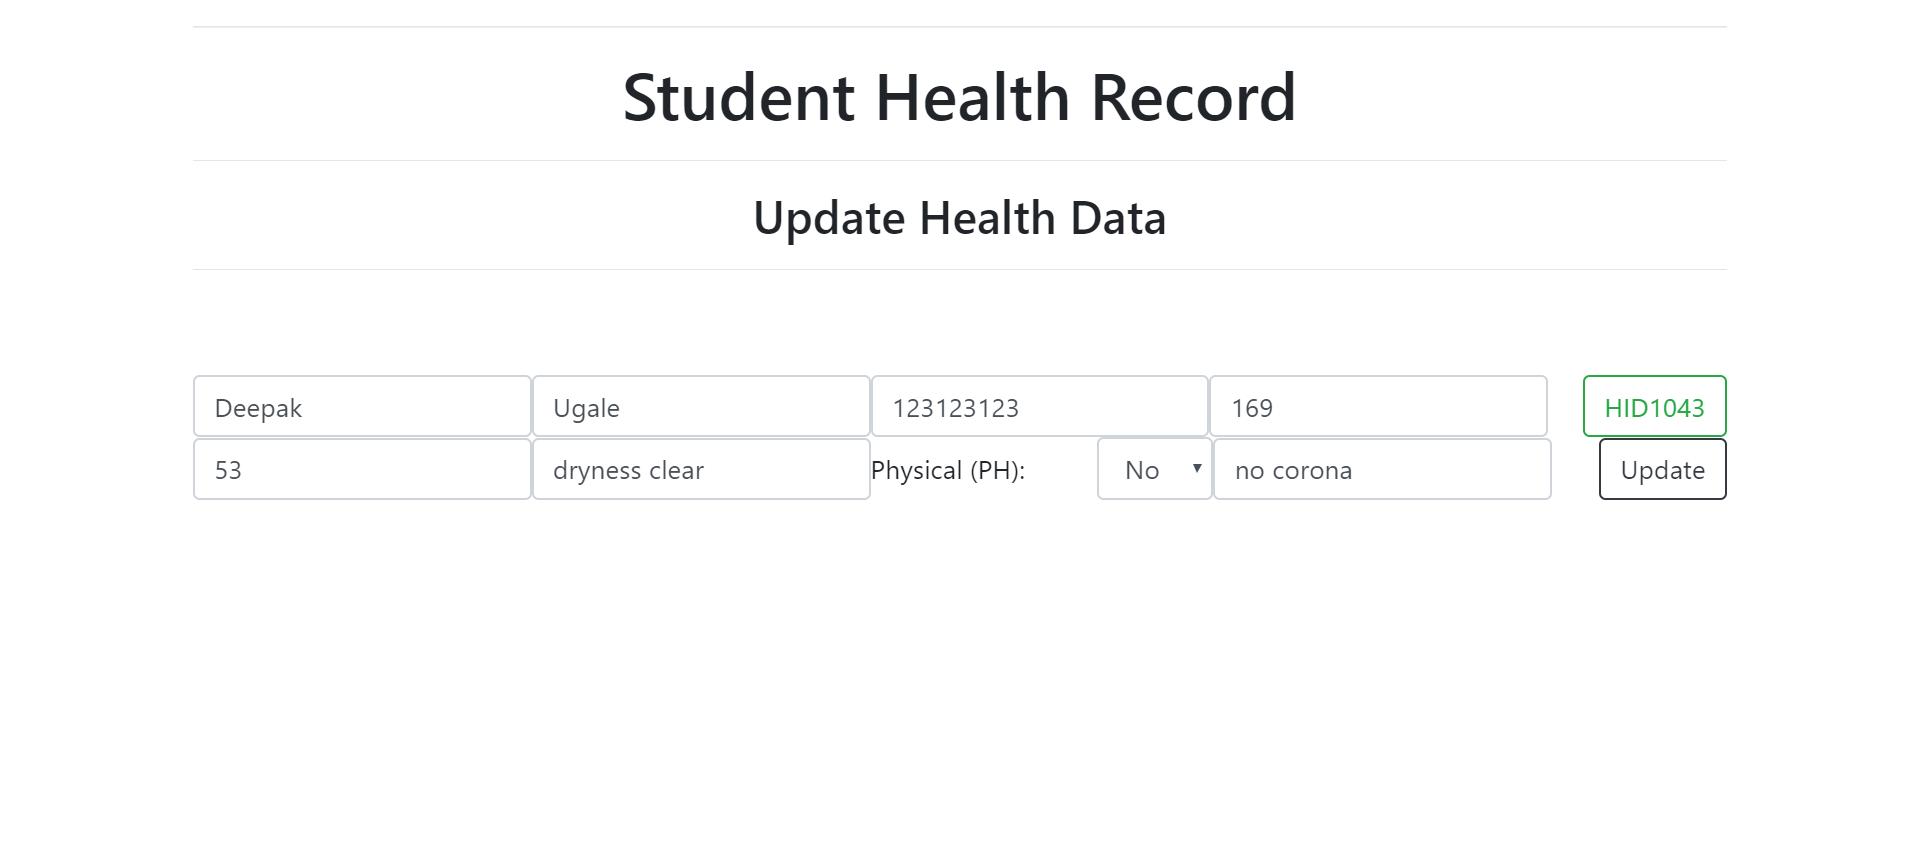 Student Health Record
Update Health Data
Deepak Ugale 123123123 169 HID1043
53 dryness clear Physical (PH): No no corona Update